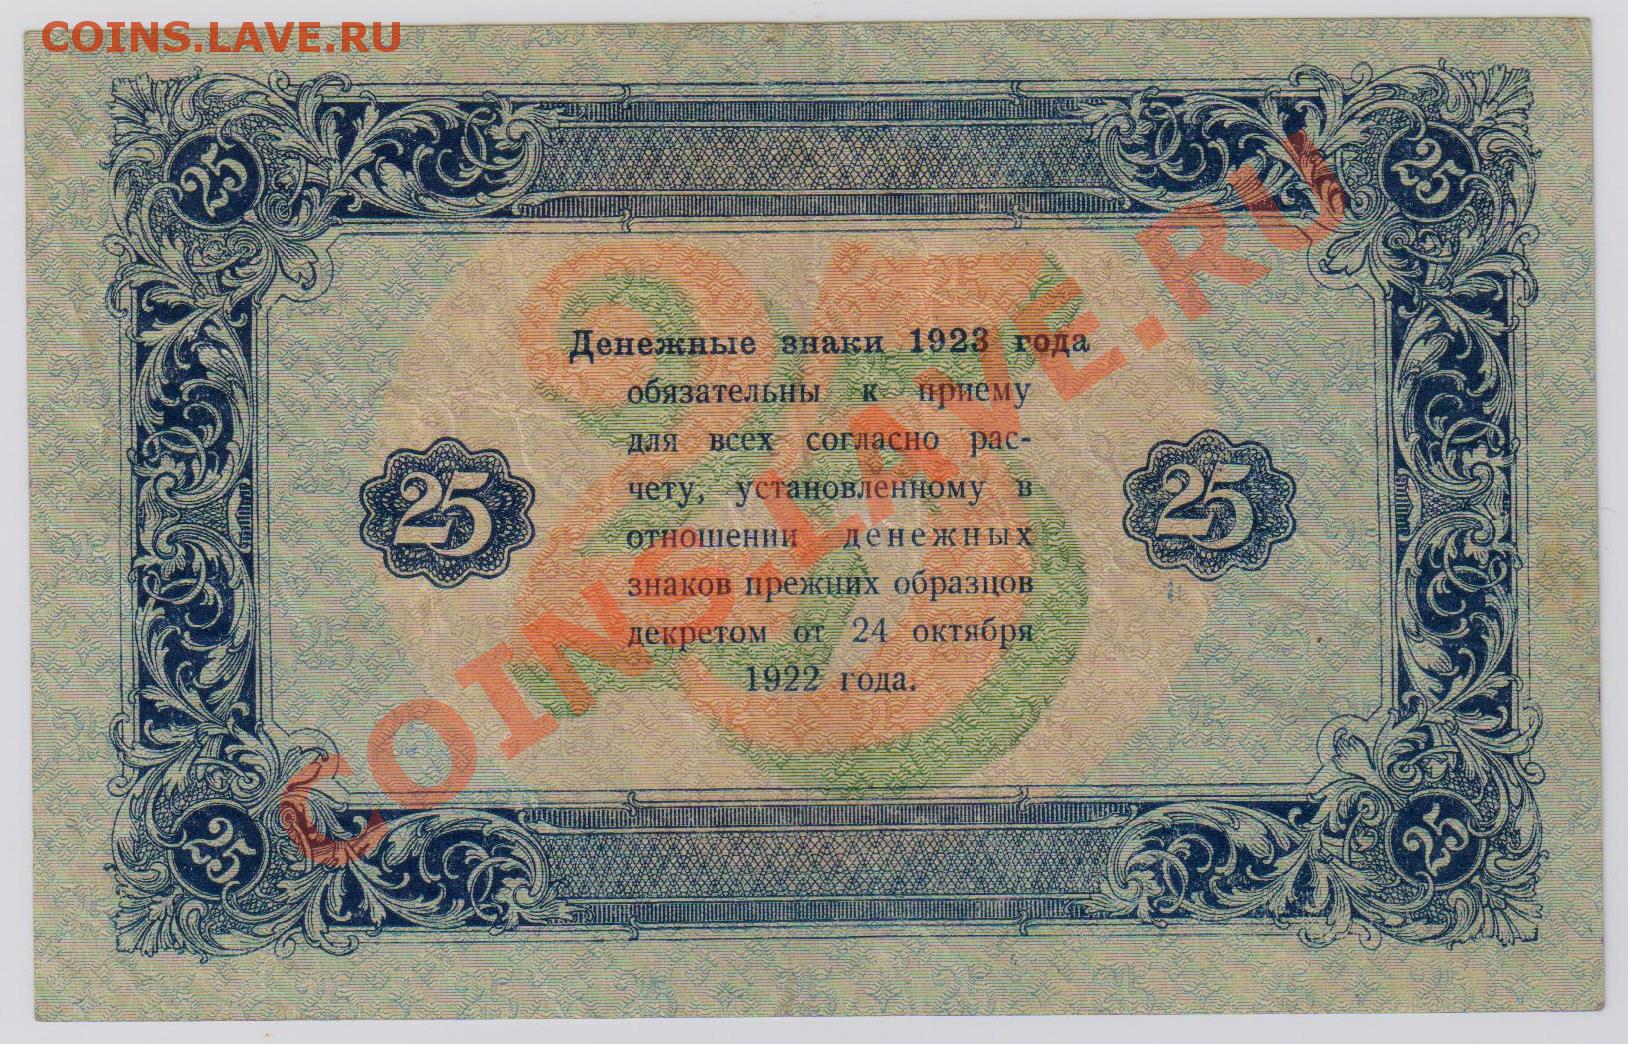 COINS.LAVE.RU
25 25
25
Денежные знаки 1923 года
обязательны к приему
для всех согласно рас-
чету, установленному в
25 25
отношении денежных
знаков прежних образцов
декретом от 24 октября
1922 года.
25 25
COINS.LAVE.RU